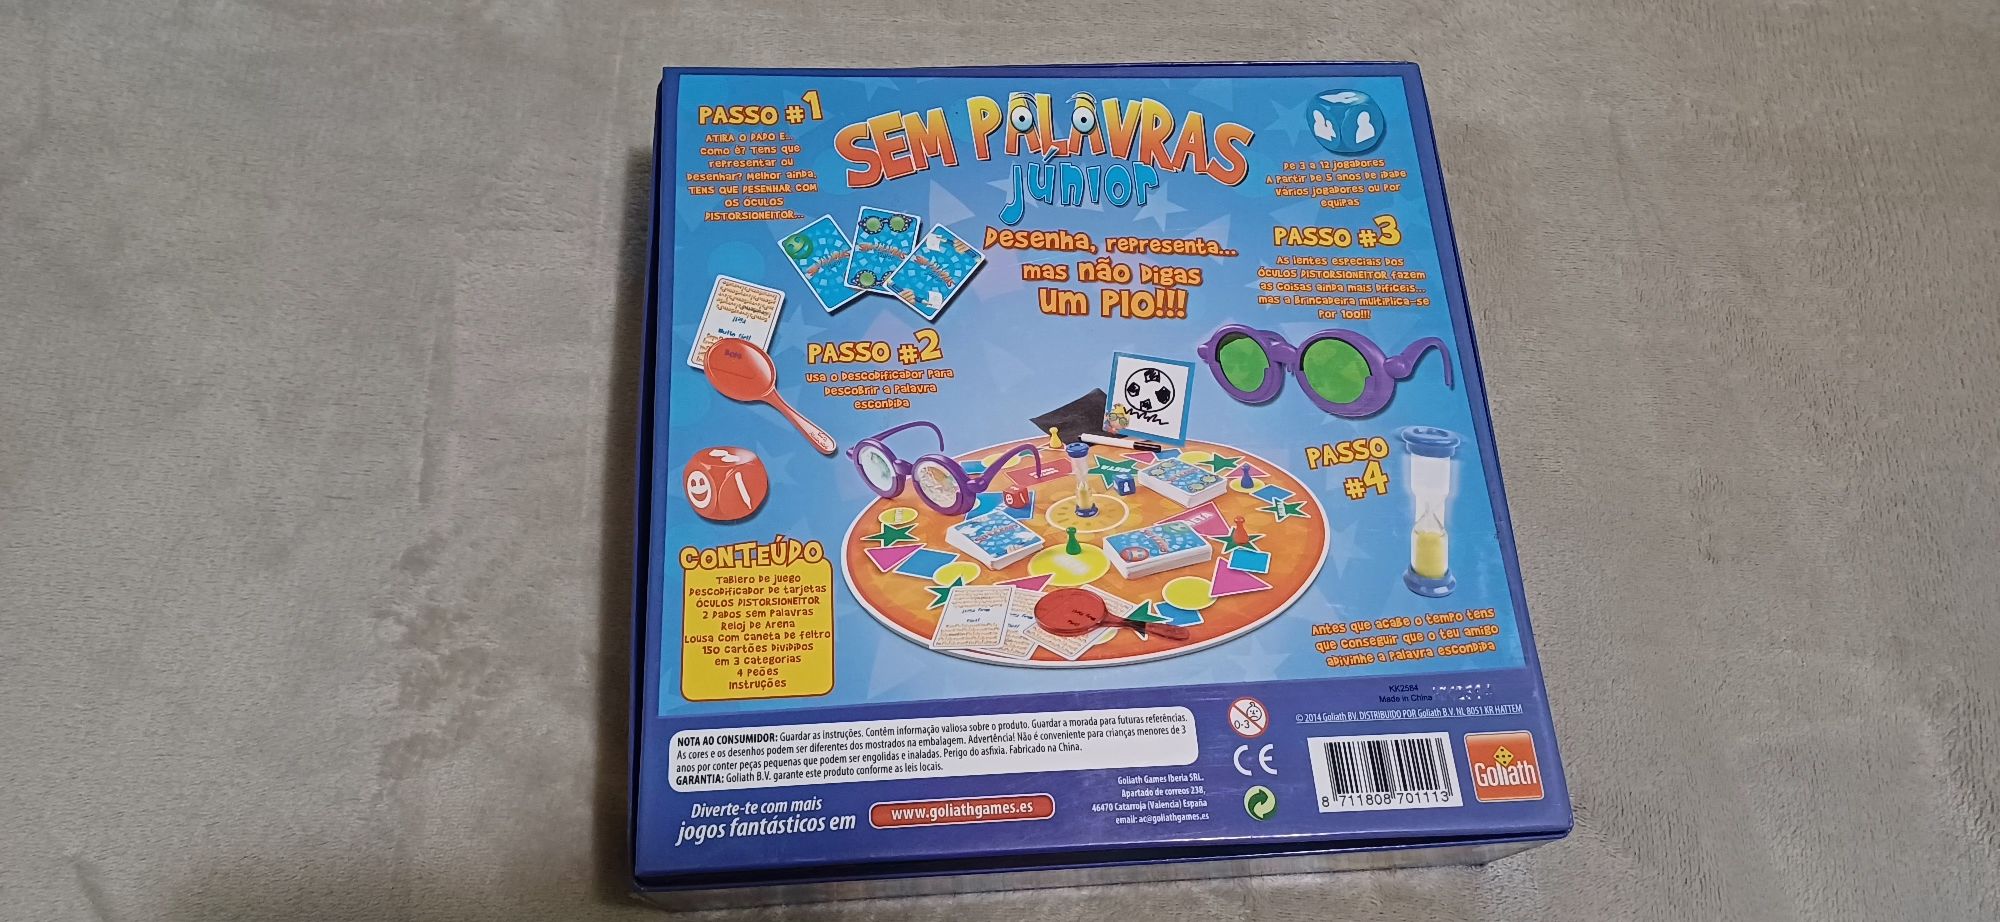 PASSO #1
ATIRA O DADO E...
como é? Tens que
representar ou
desenhar? Melhor ainda,
TENS QUE DESENHAR COM
OS ÓCULOS
DISTORSIONEITOR...
SEM PALAVRAS
júnior
Desenha, representa...
mas não digas
um PIO!!!
De 3 a 12 jogadores
A partir de 5 anos de idade
Vários jogadores ou por
equipas
PASSO #3
As lentes especiais dos
ÓCULOS DISTORSIONEITOR fazem
as coisas ainda mais difíceis...
mas a brincadeira multiplica-se
por 100!!!
PASSO #2
usa o descodificador para
descobrir a palavra
escondida
PASSO
#4
Antes que acabe o tempo tens
que conseguir que o teu amigo
adivinhe a palavra escondida
CONTEÚDO
Tablero de juego
Descodificador de tarjetas
ÓCULOS DISTORSIONEITOR
2 Dados sem palavras
Reloj de Arena
Lousa com caneta de feltro
150 cartões divididos
em 3 categorias
4 peões
Instruções
KK2584
Made in China
© 2014 Goliath BV. DISTRIBUIDO POR Goliath B.V. NL 8051 KR HATTEM
NOTA AO CONSUMIDOR: Guardar as instruções. Contêm informação valiosa sobre o produto. Guardar a morada para futuras referências.
As cores e os desenhos podem ser diferentes dos mostrados na embalagem. Advertência! Não é conveniente para crianças menores de 3
anos por conter peças pequenas que podem ser engolidas e inaladas. Perigo do asfixia. Fabricado na China.
GARANTIA: Goliath B.V. garante este produto conforme as leis locais.
0-3
CE
Diverte-te com mais
jogos fantásticos em
www.goliathgames.es
Goliath Games Iberia SRL.
Apartado de correos 238,
46470 Catarroja (Valencia) España
email: ac@goliathgames.es
8 711808 701113
Goliath